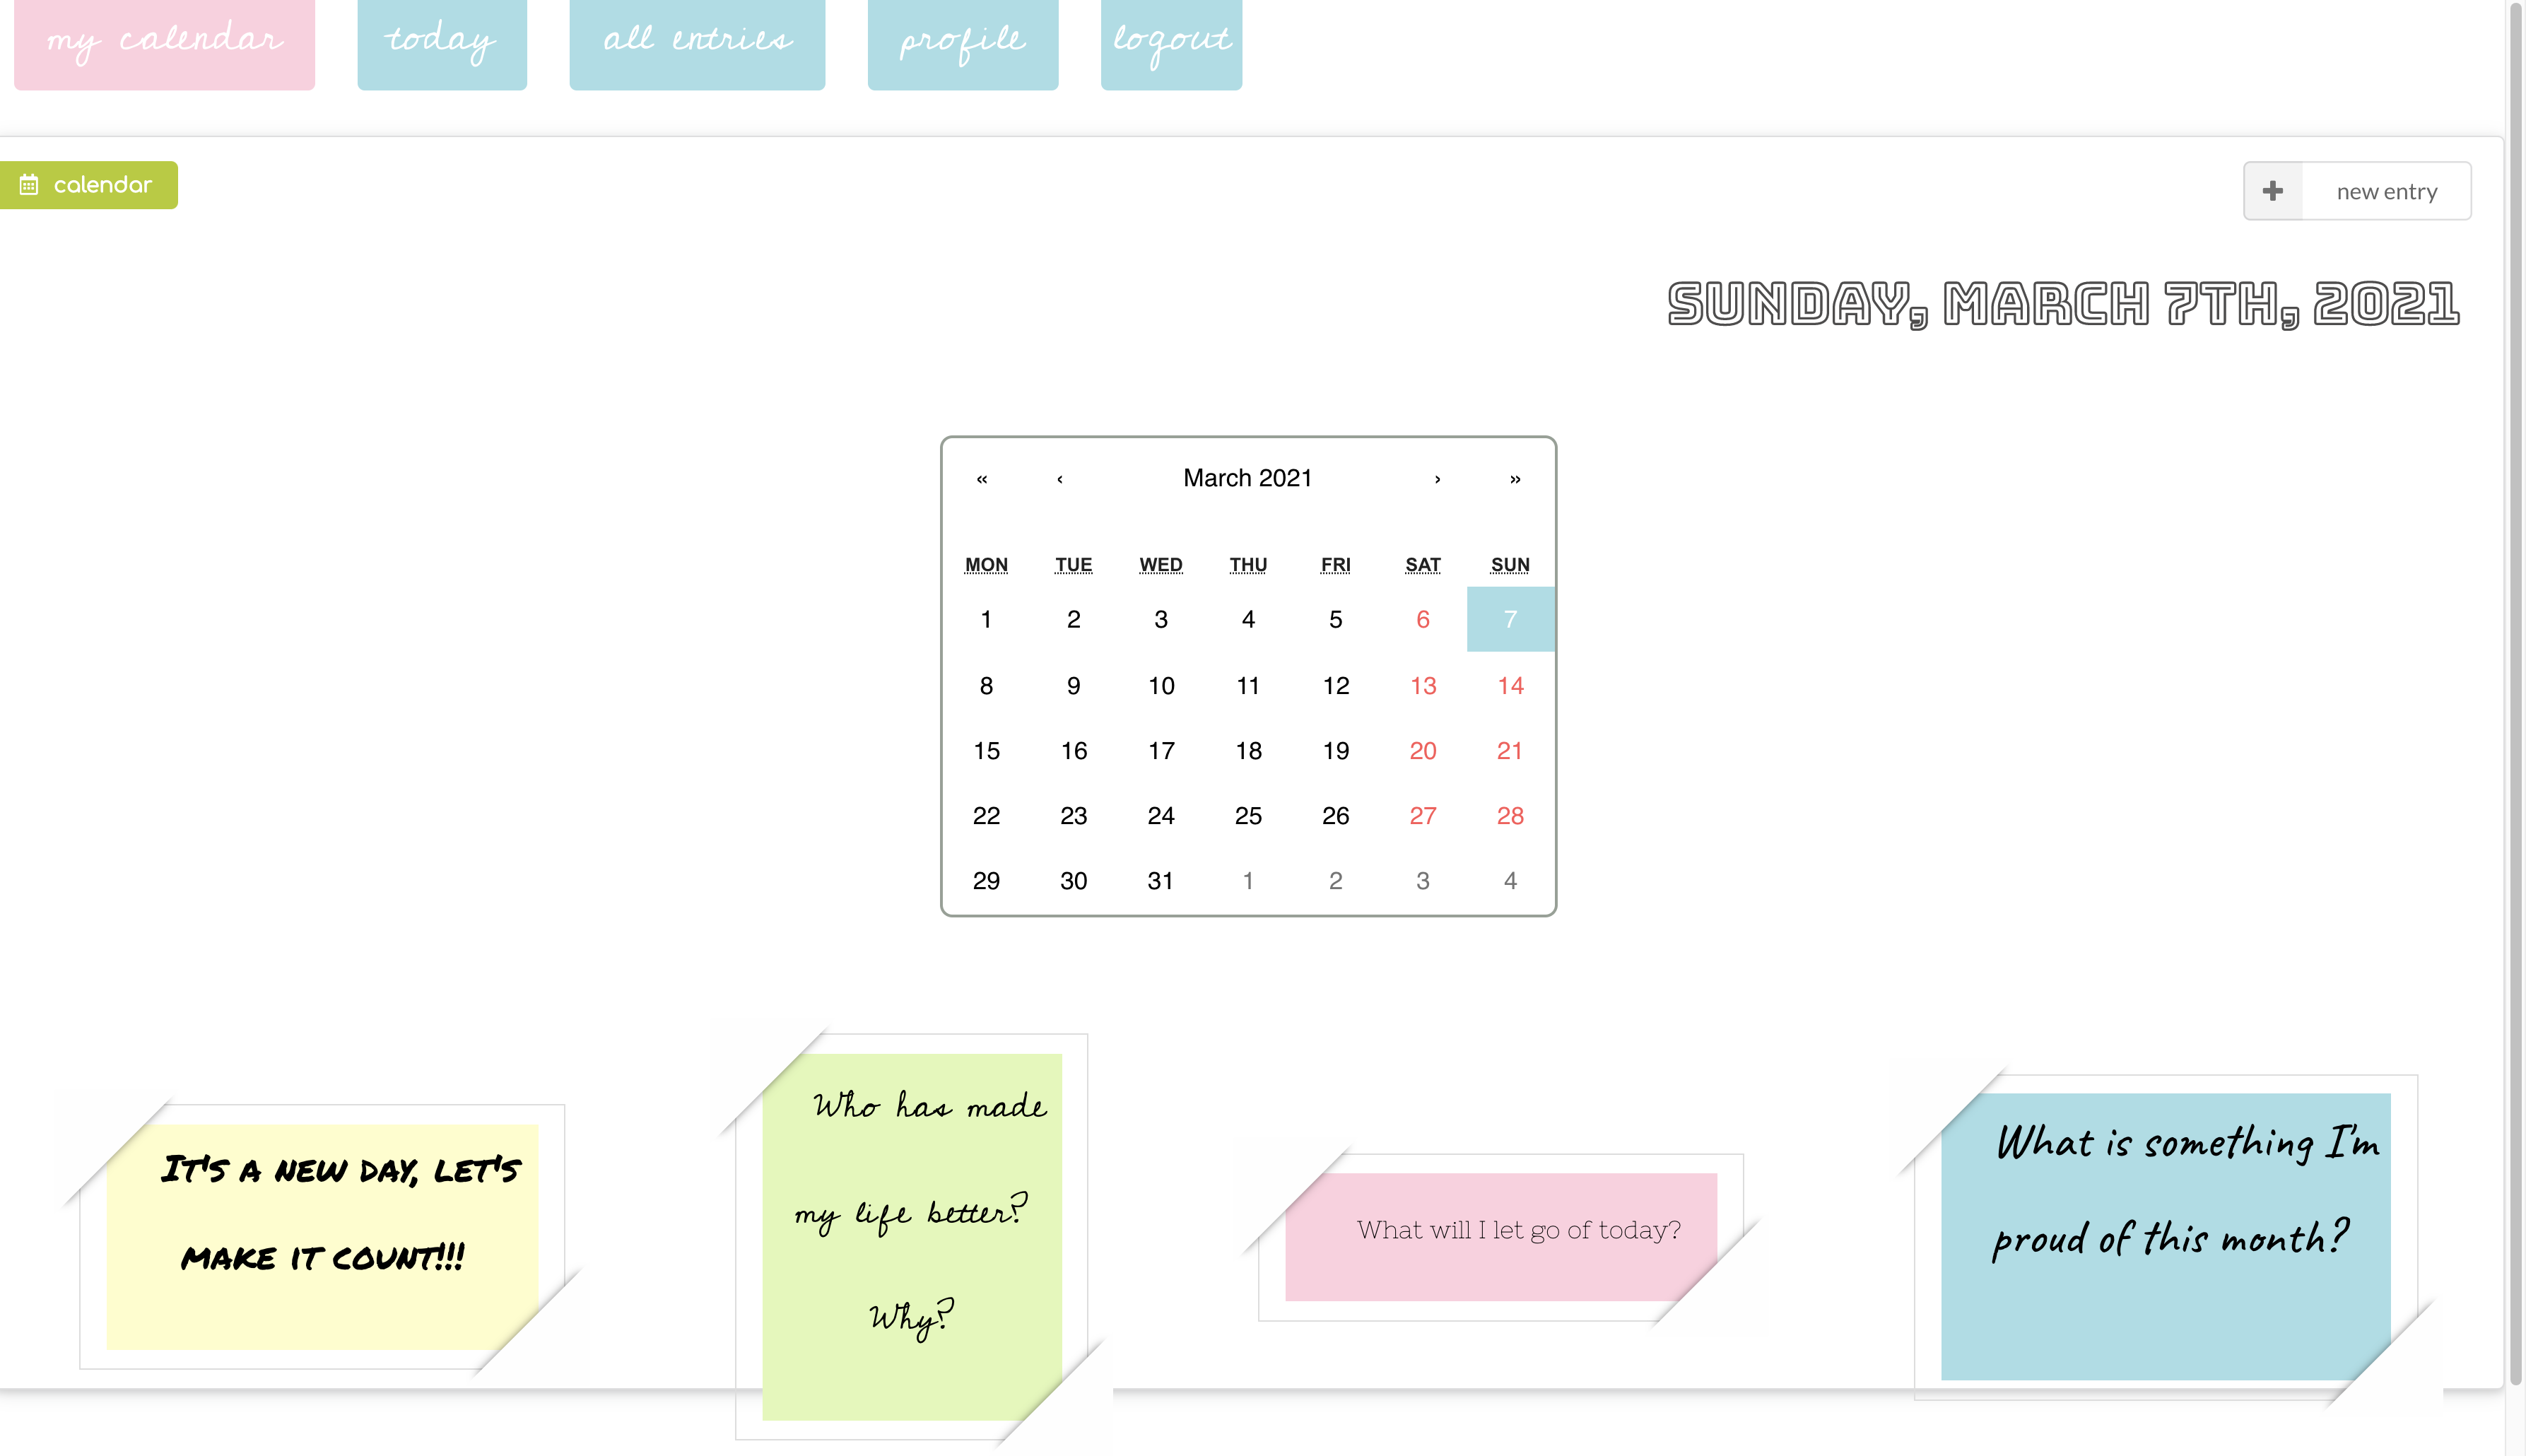 my calendar today all entries profile logout
calendar
new entry
SUNDAY, MARCH 7TH, 2021
« ‹ March 2021 › »
MON TUE WED THU FRI SAT SUN
1 2 3 4 5 6 7
8 9 10 11 12 13 14
15 16 17 18 19 20 21
22 23 24 25 26 27 28
29 30 31 1 2 3 4
It's a new day, let's
make it count!!!
Who has made
my life better?
Why?
What will I let go of today?
What is something I'm
proud of this month?